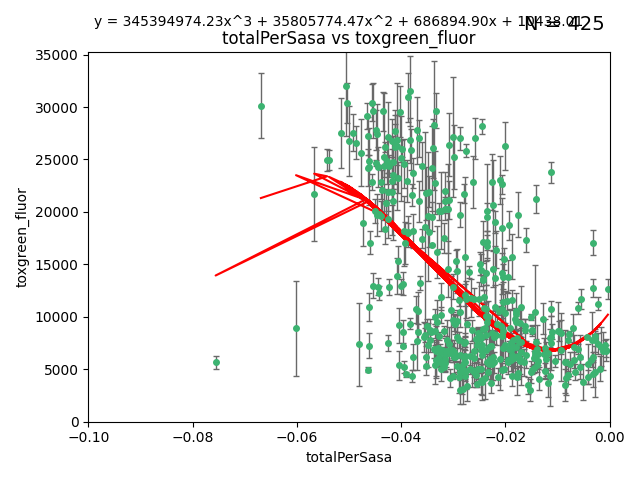 y = 345394974.23x^3 + 35805774.47x^2 + 686894.90x + 10438.01
N = 425
totalPerSasa vs toxgreen_fluor
35000
30000
25000
20000
15000
10000
5000
0
toxgreen_fluor
−0.10 −0.08 −0.06 −0.04 −0.02 0.00
totalPerSasa